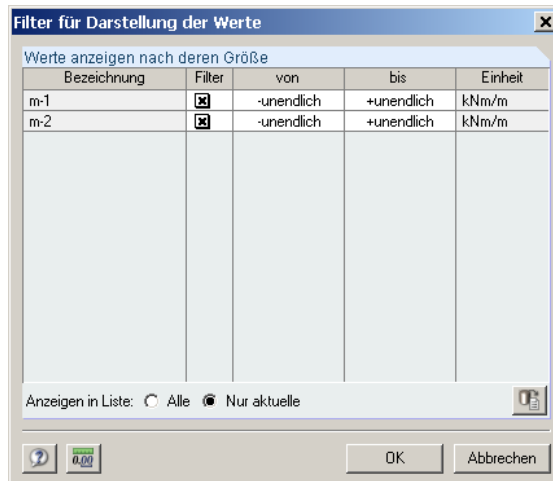 Filter für Darstellung der Werte
Werte anzeigen nach deren Größe
Bezeichnung Filter von bis Einheit
m-1 -unendlich +unendlich kNm/m
m-2 -unendlich +unendlich kNm/m
Anzeigen in Liste: Alle Nur aktuelle
0,00 OK Abbrechen